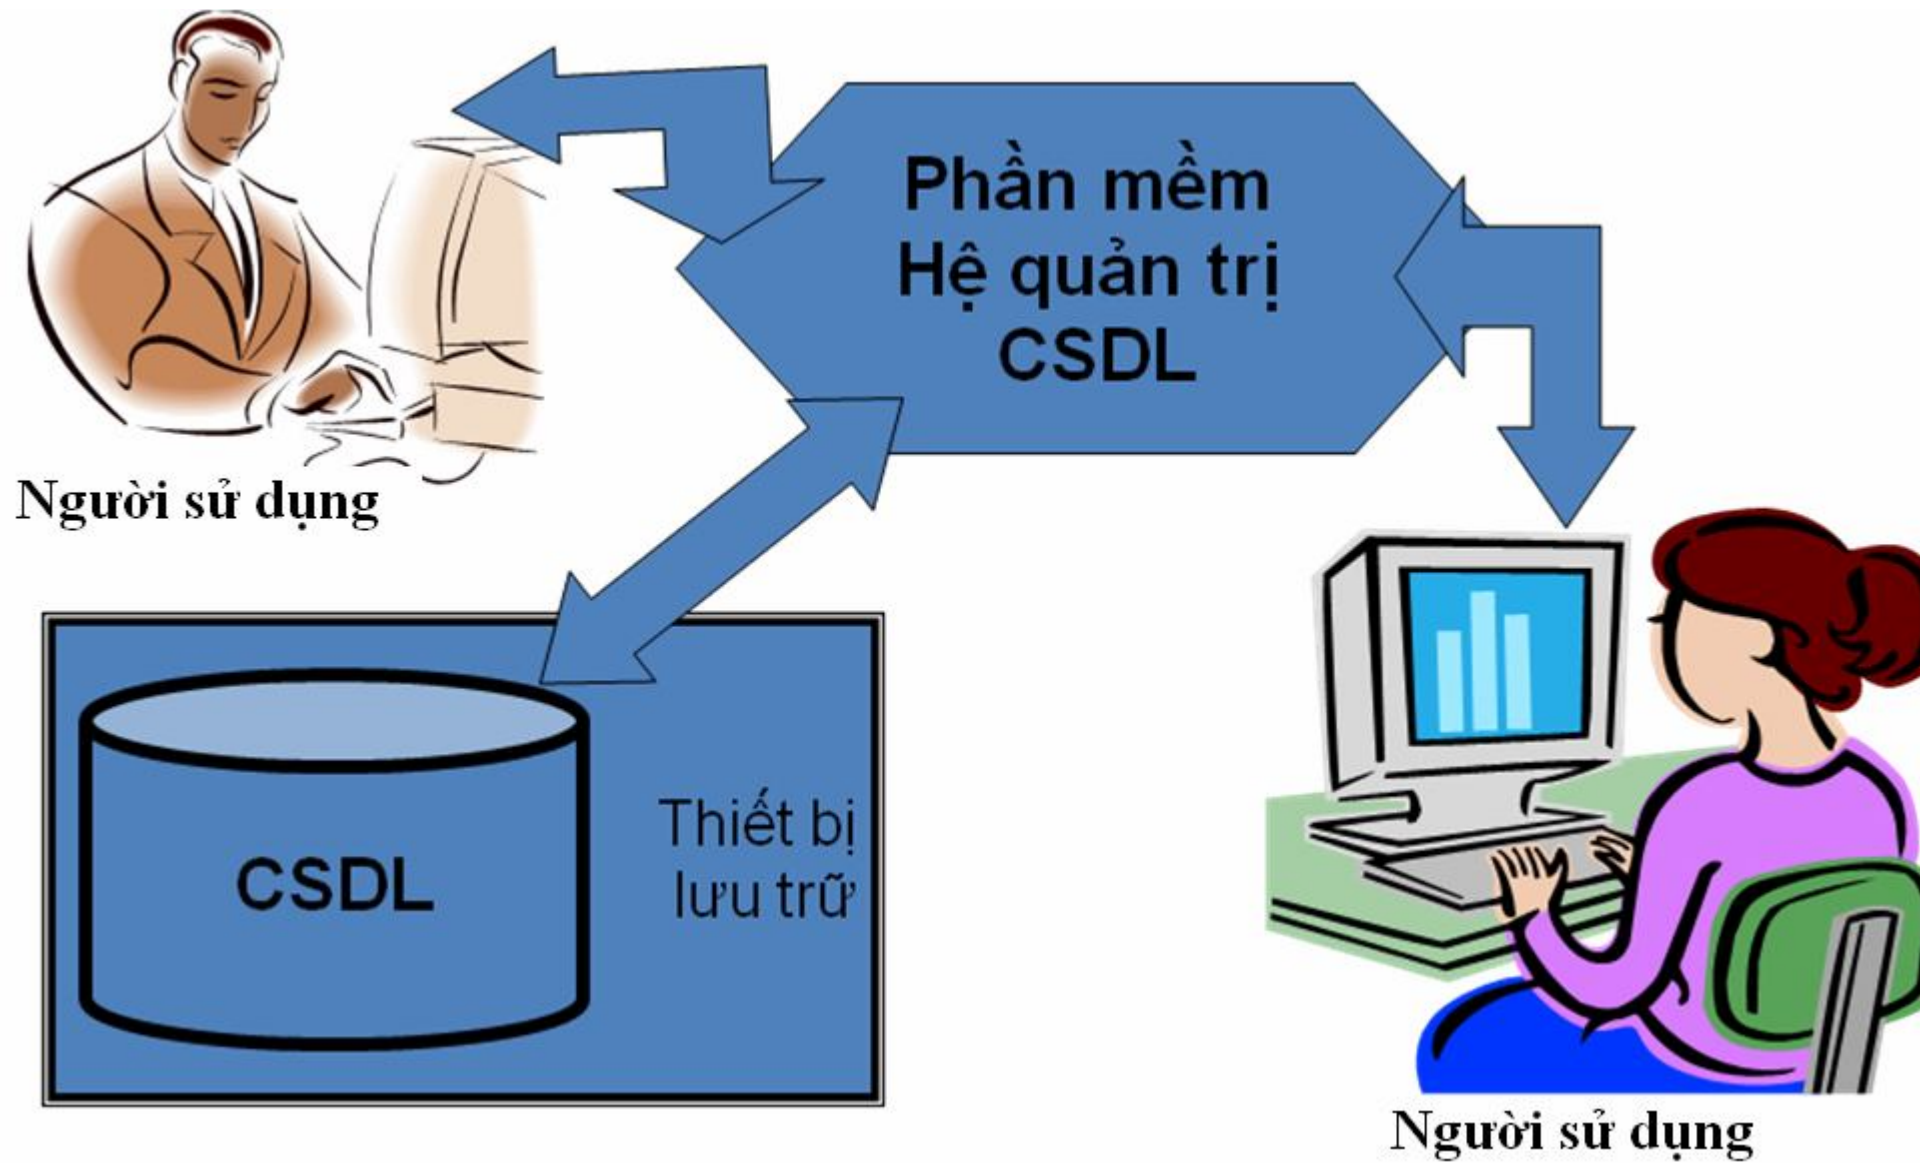 Phần mềm
Hệ quản trị
CSDL
Người sử dụng
CSDL
Thiết bị
lưu trữ
Người sử dụng